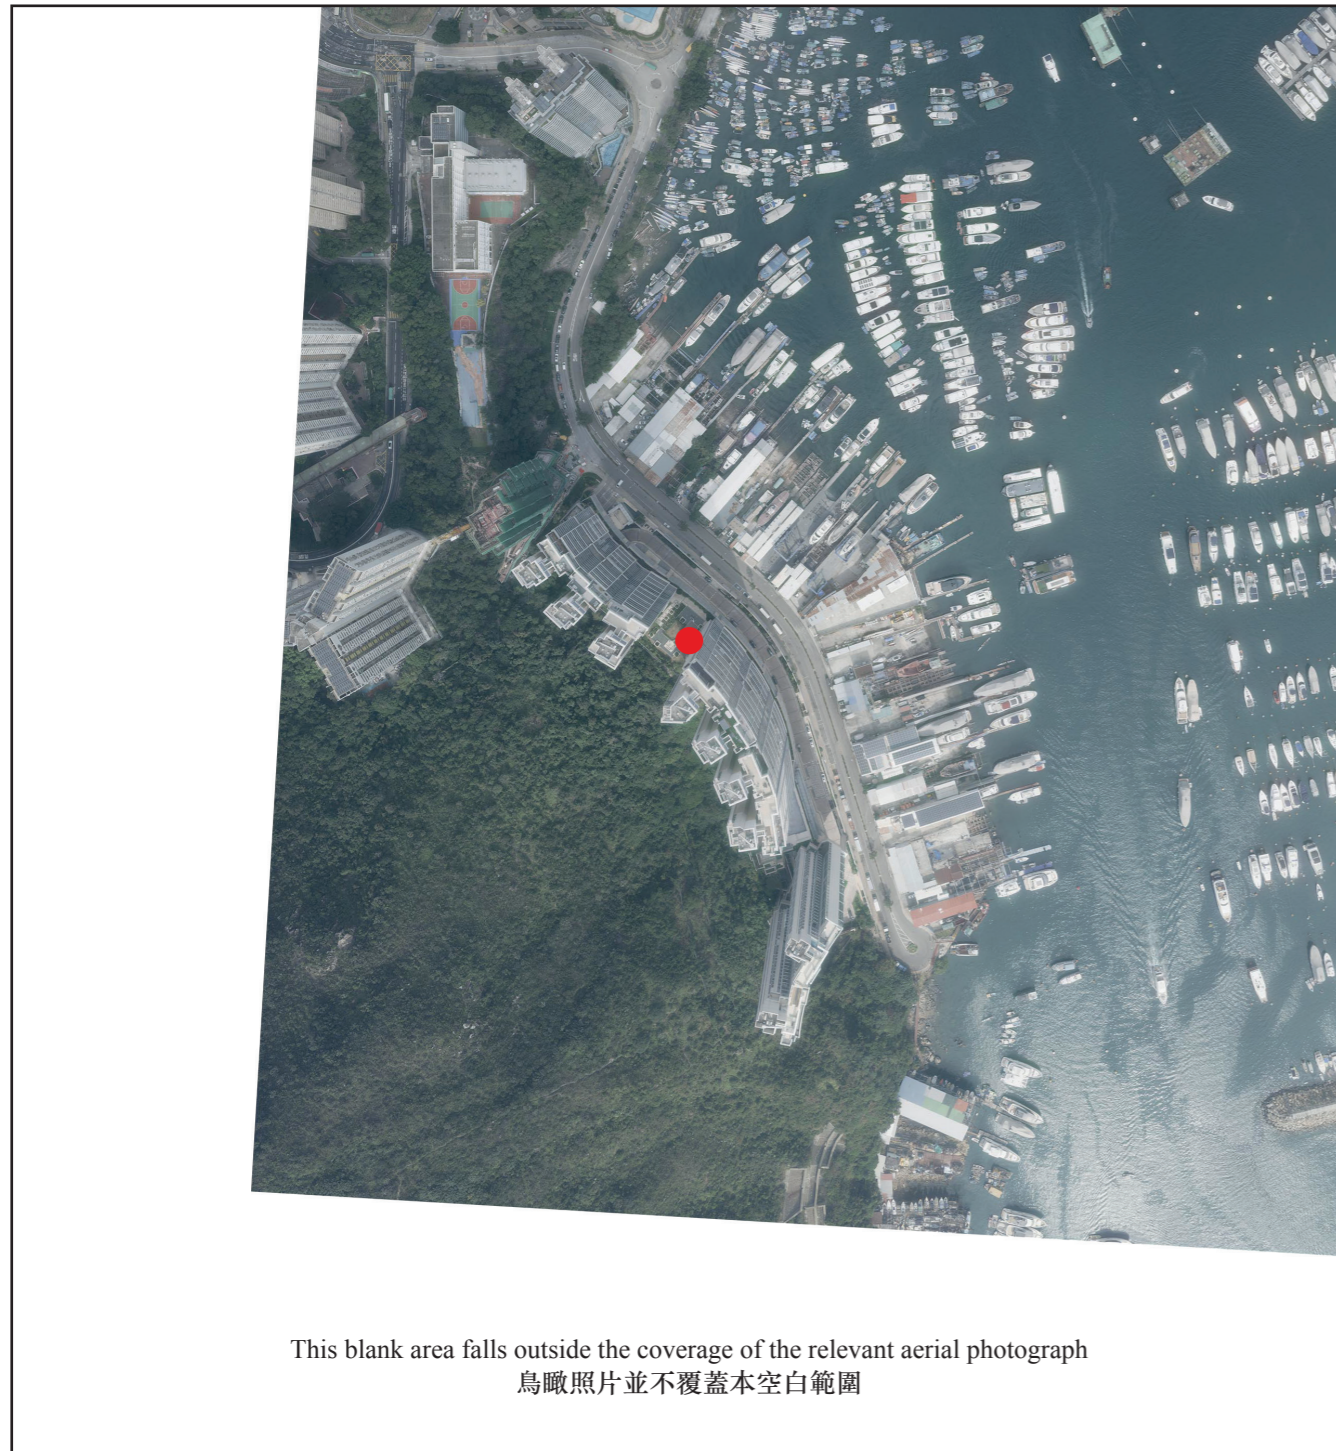 This blank area falls outside the coverage of the relevant aerial photograph
鳥瞰照片並不覆蓋本空白範圍